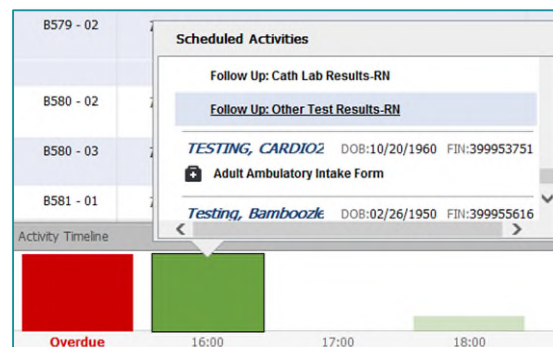 B579 - 02
Scheduled Activities
Follow Up: Cath Lab Results-RN
B580 - 02
Follow Up: Other Test Results-RN
B580 - 03
TESTING, CARDIO2 DOB:10/20/1960 FIN:399953751
Adult Ambulatory Intake Form
B581 - 01
Testing, Bamboozle DOB:02/26/1950 FIN:399955616
Activity Timeline
Overdue 16:00 17:00 18:00